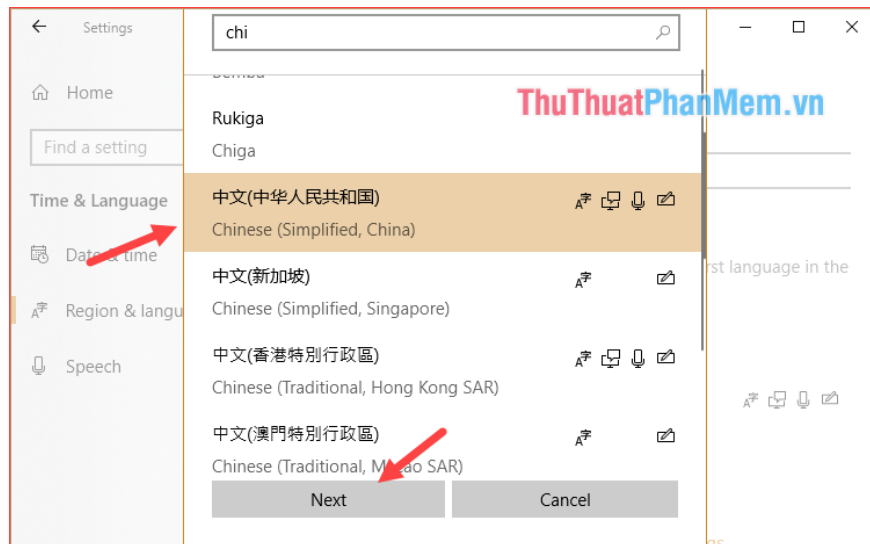 Settings
chi
Home
ThuThuatPhanMem.vn
Rukiga
Chiga
Find a setting
中文(中华人民共和国)
Time & Language
Chinese (Simplified, China)
Date & time
中文(新加坡)
rst language in the
Region & langu
Chinese (Simplified, Singapore)
中文(香港特別行政區)
Speech
Chinese (Traditional, Hong Kong SAR)
中文(澳門特別行政區)
Chinese (Traditional, Macao SAR)
Next
Cancel